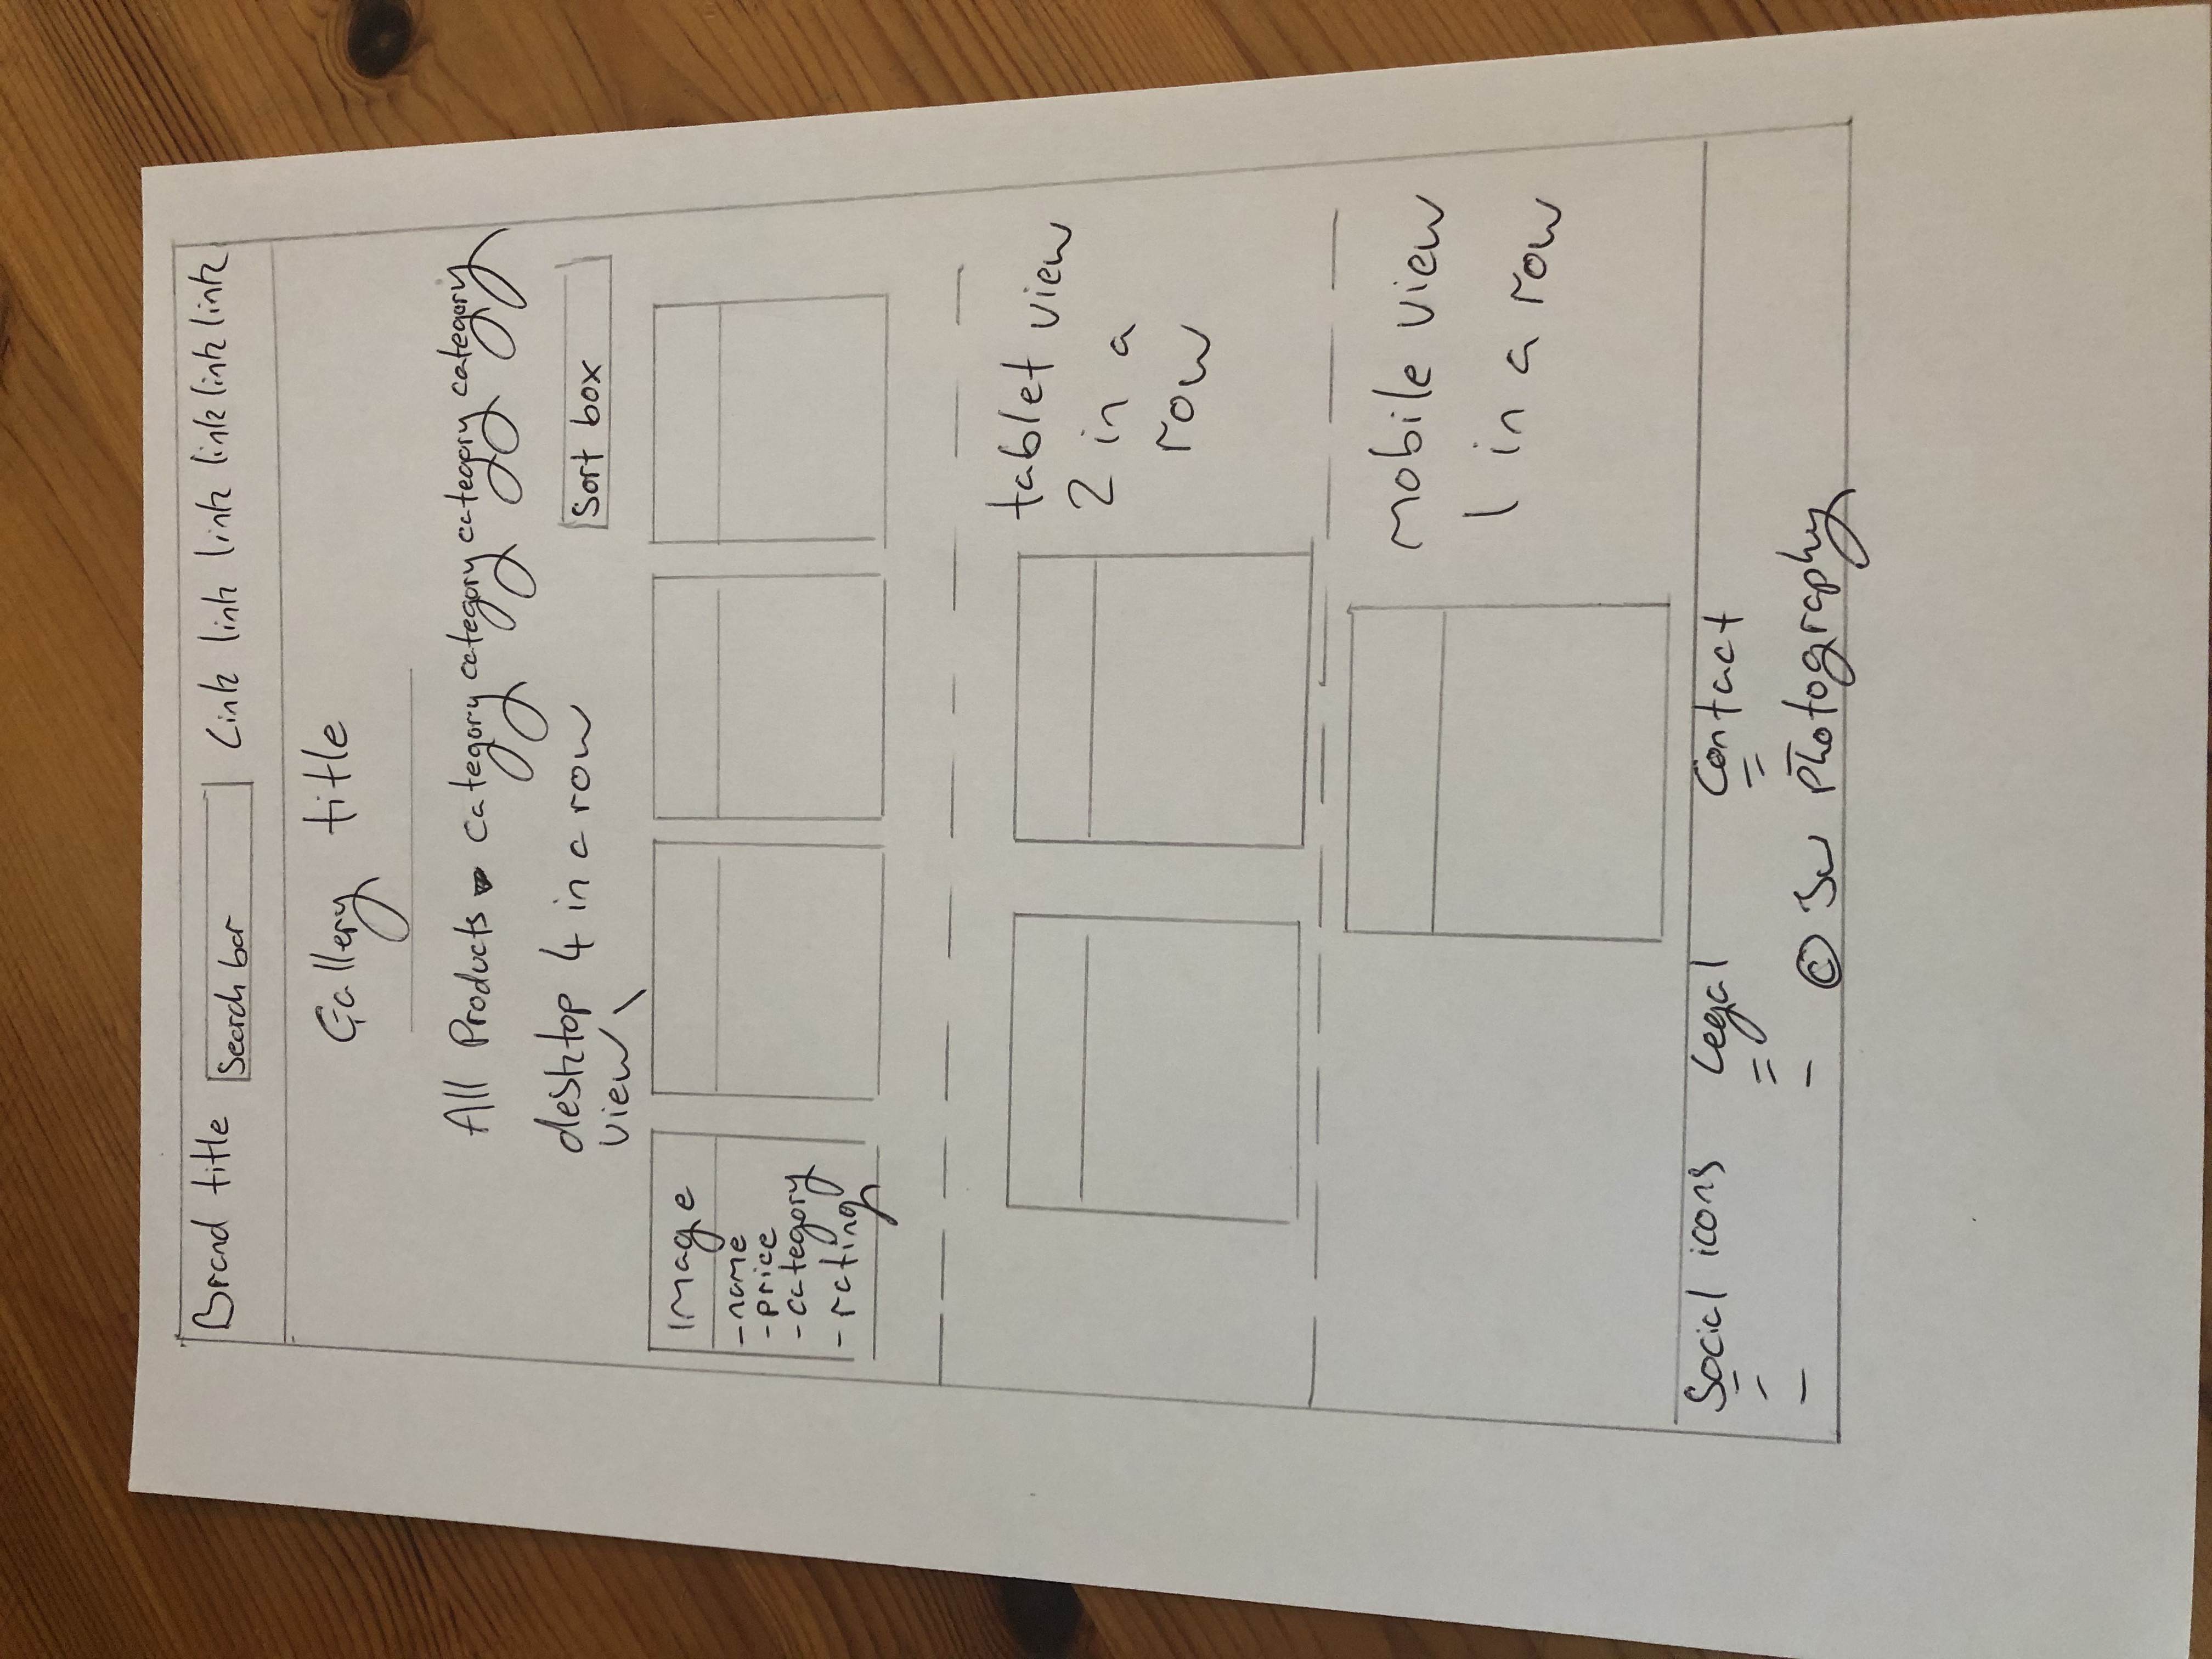 Brand title Search bar Link link link link link link
Gallery title
All Products category category category category
desktop 4 in a row
view
Sort box
Image
- name
- price
- category
- rating
tablet view
2 in a
row
mobile view
1 in a row
Social icons Legal Contact
© Photography